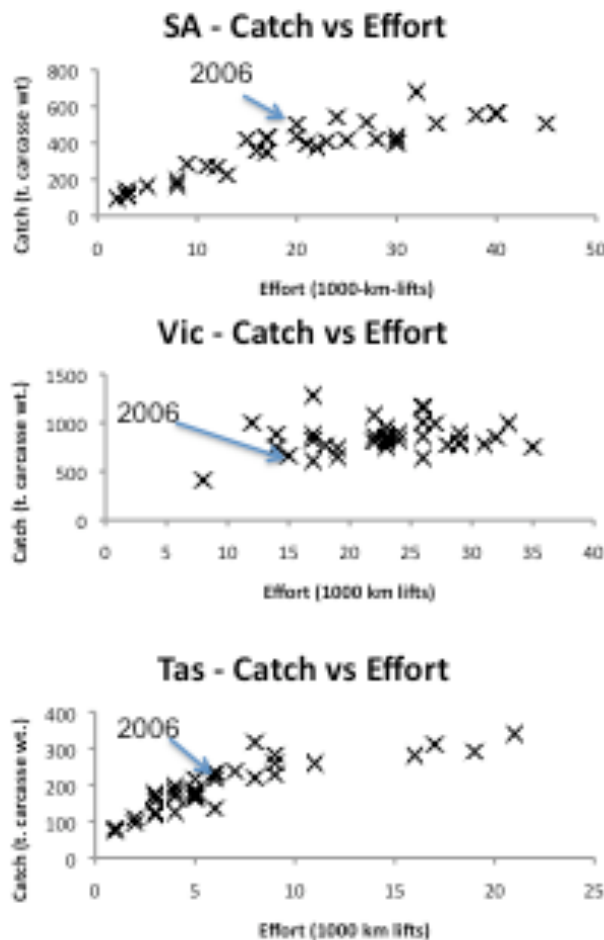 SA - Catch vs Effort
Catch (t. carcasse wt)
800
600
400
200
0
2006
0 10 20 30 40 50
Effort (1000-km-lifts)
Vic - Catch vs Effort
Catch (t. carcasse wt.)
1500
1000
500
0
2006
0 5 10 15 20 25 30 35 40
Effort (1000 km lifts)
Tas - Catch vs Effort
Catch (t. carcasse wt.)
400
300
200
100
0
2006
0 5 10 15 20 25
Effort (1000 km lifts)